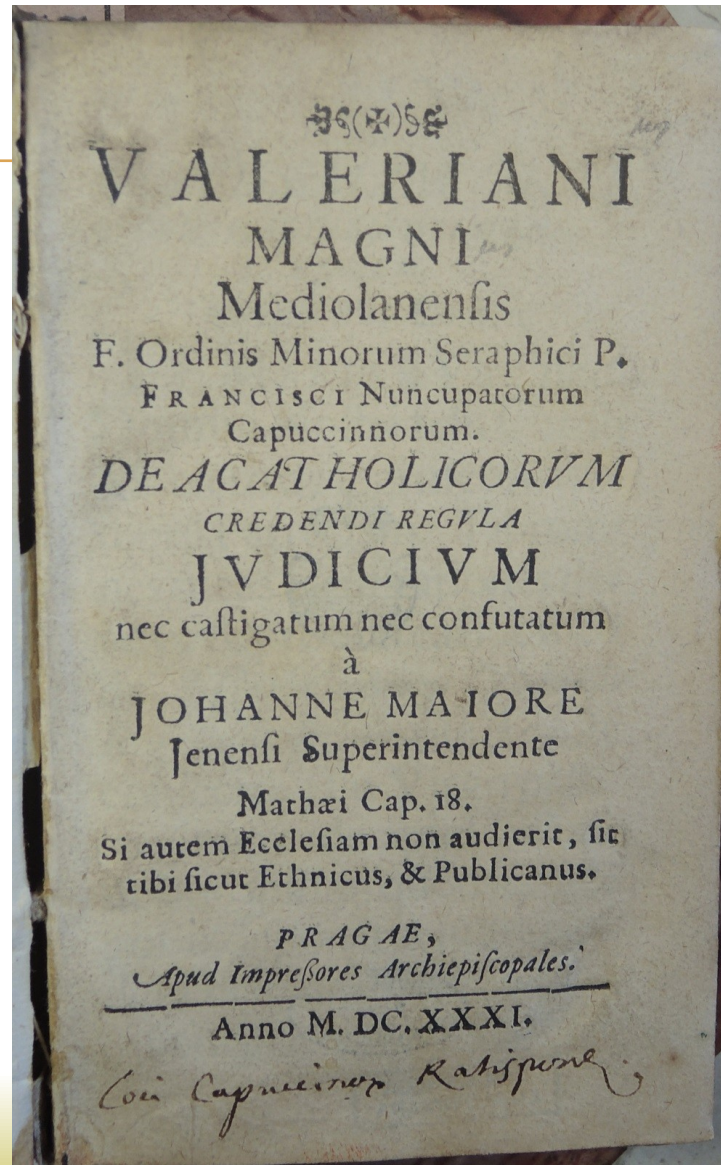 VALERIANI
MAGNI
Mediolanenſis
F. Ordinis Minorum Seraphici P.
FRANCISCI Nuncupatorum
Capuccinnorum.
DE ACATHOLICORVM
CREDENDI REGVLA
JVDICIVM
nec caſtigatum nec confutatum
à
JOHANNE MAIORE
Jenenſi Superintendente
Mathæi Cap. 18.
Si autem Eccleſiam non audierit, ſit
tibi ſicut Ethnicus, & Publicanus.
PRAGAE,
Apud Impreßores Archiepiſcopales.
Anno M. DC. XXXI.
Loci Capucinor Ratisponæ.